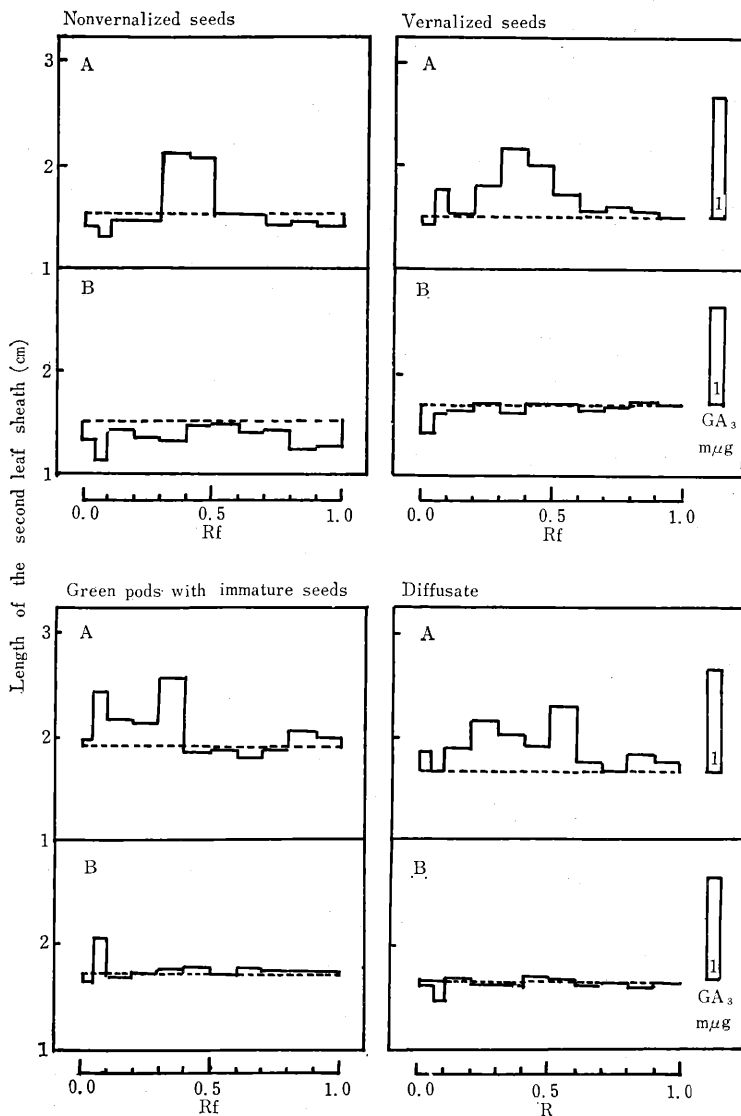 Nonvernalized seeds
Vernalized seeds
3
A
A
2
1
1
B
B
2
1
1
GA₃
mμg
0.0 0.5 1.0
Rf
0.0 0.5 1.0
Rf
Length of the second leaf sheath (cm)
Green pods with immature seeds
Diffusate
3
A
A
2
1
1
B
B
2
1
1
GA₃
mμg
0.0 0.5 1.0
Rf
0.0 0.5 1.0
R